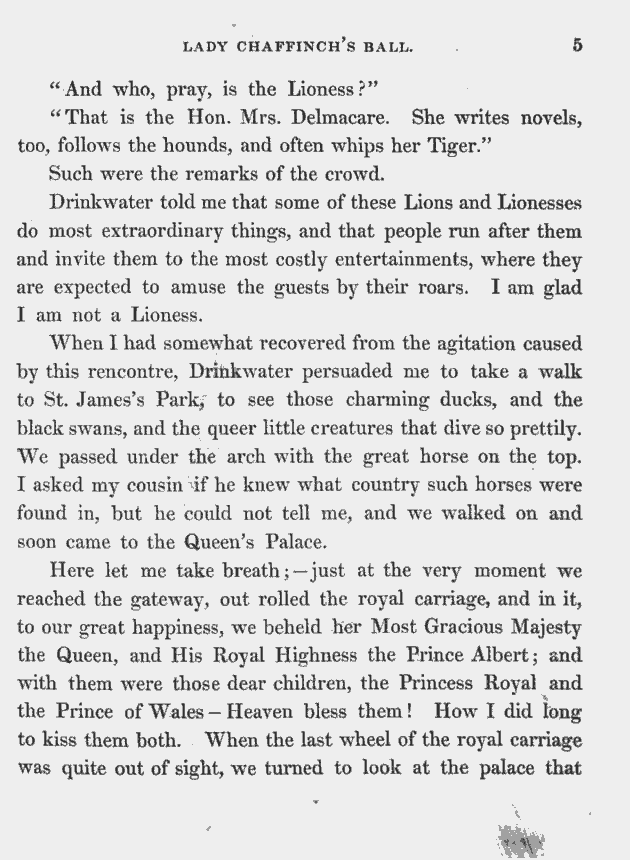 LADY CHAFFINCH'S BALL. 5
"And who, pray, is the Lioness?"
"That is the Hon. Mrs. Delmacare. She writes novels,
too, follows the hounds, and often whips her Tiger."
Such were the remarks of the crowd.
Drinkwater told me that some of these Lions and Lionesses
do most extraordinary things, and that people run after them
and invite them to the most costly entertainments, where they
are expected to amuse the guests by their roars. I am glad
I am not a Lioness.
When I had somewhat recovered from the agitation caused
by this rencontre, Drinkwater persuaded me to take a walk
to St. James's Park, to see those charming ducks, and the
black swans, and the queer little creatures that dive so prettily.
We passed under the arch with the great horse on the top.
I asked my cousin if he knew what country such horses were
found in, but he could not tell me, and we walked on and
soon came to the Queen's Palace.
Here let me take breath;—just at the very moment we
reached the gateway, out rolled the royal carriage, and in it,
to our great happiness, we beheld her Most Gracious Majesty
the Queen, and His Royal Highness the Prince Albert; and
with them were those dear children, the Princess Royal and
the Prince of Wales—Heaven bless them! How I did long
to kiss them both. When the last wheel of the royal carriage
was quite out of sight, we turned to look at the palace that